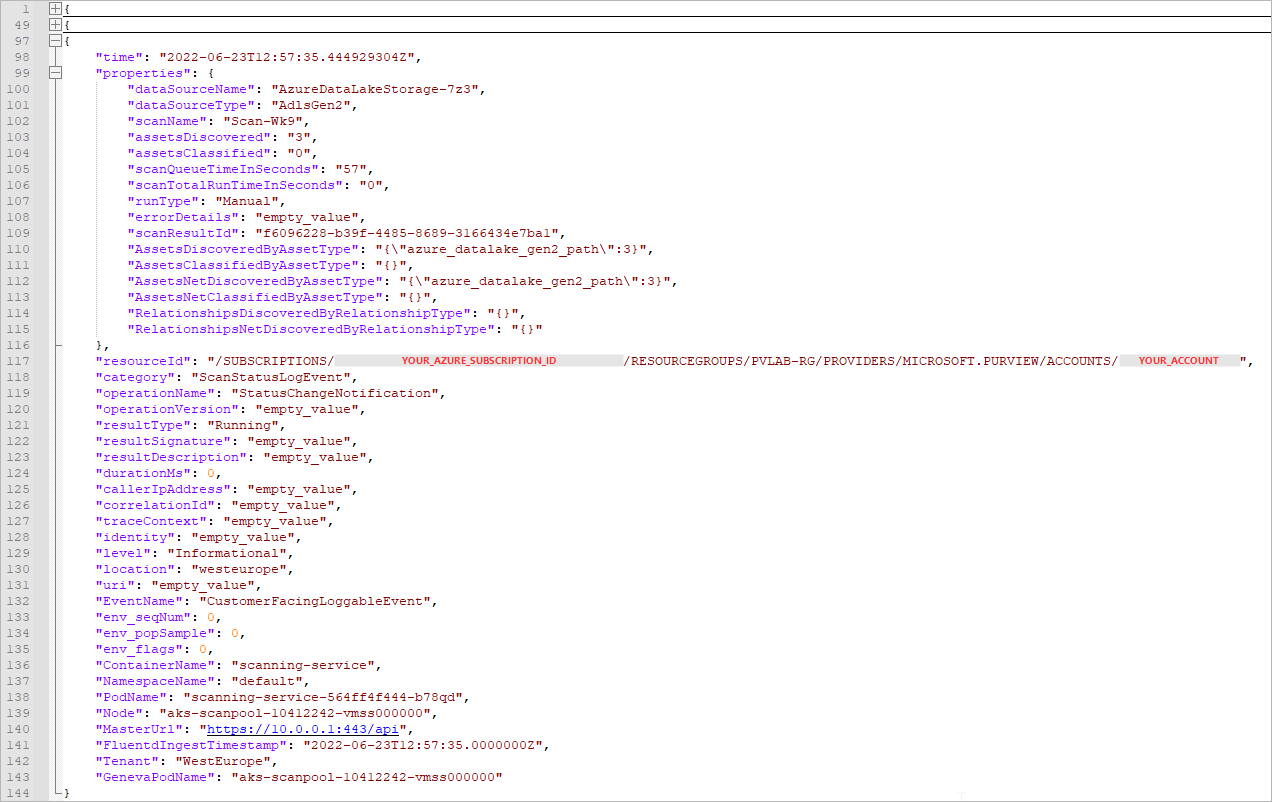 1 {
49 {
97 {
98 "time": "2022-06-23T12:57:35.444929304Z",
99 "properties": {
100 "dataSourceName": "AzureDataLakeStorage-7z3",
101 "dataSourceType": "AdlsGen2",
102 "scanName": "Scan-Wk9",
103 "assetsDiscovered": "3",
104 "assetsClassified": "0",
105 "scanQueueTimeInSeconds": "57",
106 "scanTotalRunTimeInSeconds": "0",
107 "runType": "Manual",
108 "errorDetails": "empty_value",
109 "scanResultId": "f6096228-b39f-4485-8689-3166434e7ba1",
110 "AssetsDiscoveredByAssetType": "{\"azure_datalake_gen2_path\":3}",
111 "AssetsClassifiedByAssetType": "{}",
112 "AssetsNetDiscoveredByAssetType": "{\"azure_datalake_gen2_path\":3}",
113 "AssetsNetClassifiedByAssetType": "{}",
114 "RelationshipsDiscoveredByRelationshipType": "{}",
115 "RelationshipsNetDiscoveredByRelationshipType": "{}"
116 },
117 "resourceId": "/SUBSCRIPTIONS/ YOUR_AZURE_SUBSCRIPTION_ID /RESOURCEGROUPS/PVLAB-RG/PROVIDERS/MICROSOFT.PURVIEW/ACCOUNTS/ YOUR_ACCOUNT ",
118 "category": "ScanStatusLogEvent",
119 "operationName": "StatusChangeNotification",
120 "operationVersion": "empty_value",
121 "resultType": "Running",
122 "resultSignature": "empty_value",
123 "resultDescription": "empty_value",
124 "durationMs": 0,
125 "callerIpAddress": "empty_value",
126 "correlationId": "empty_value",
127 "traceContext": "empty_value",
128 "identity": "empty_value",
129 "level": "Informational",
130 "location": "westeurope",
131 "uri": "empty_value",
132 "EventName": "CustomerFacingLoggableEvent",
133 "env_seqNum": 0,
134 "env_popSample": 0,
135 "env_flags": 0,
136 "ContainerName": "scanning-service",
137 "NamespaceName": "default",
138 "PodName": "scanning-service-564ff4f444-b78qd",
139 "Node": "aks-scanpool-10412242-vmss000000",
140 "MasterUrl": "https://10.0.0.1:443/api",
141 "FluentdIngestTimestamp": "2022-06-23T12:57:35.0000000Z",
142 "Tenant": "WestEurope",
143 "GenevaPodName": "aks-scanpool-10412242-vmss000000"
144 }